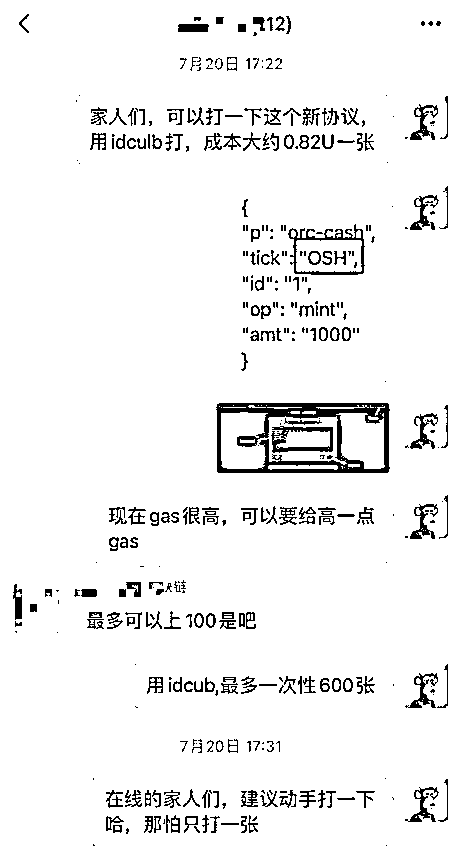 12)
7月20日 17:22
家人们，可以打一下这个新协议，
用idculb打，成本大约0.82U一张
{
"p": "orc-cash",
"tick": "OSH",
"id": "1",
"op": "mint",
"amt": "1000"
}
现在gas很高，可以要给高一点
gas
链
最多可以上100是吧
用idcub,最多一次性600张
7月20日 17:31
在线的家人们，建议动手打一下
哈，那怕只打一张